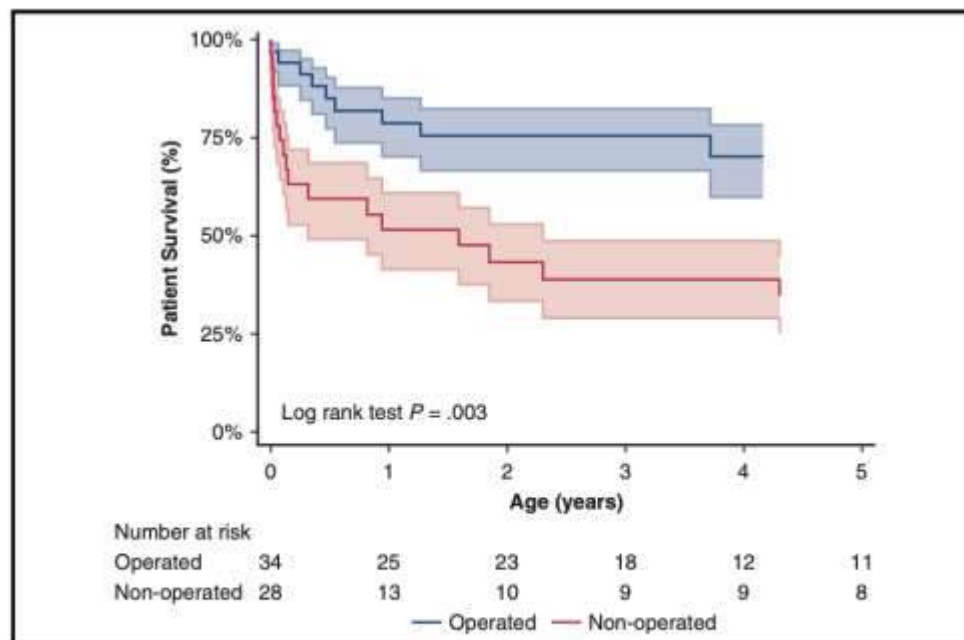 100%
75%
50%
25%
0%
Patient Survival (%)
Log rank test P = .003
0 1 2 3 4 5
Age (years)
Number at risk
Operated 34 25 23 18 12 11
Non-operated 28 13 10 9 9 8
Operated Non-operated